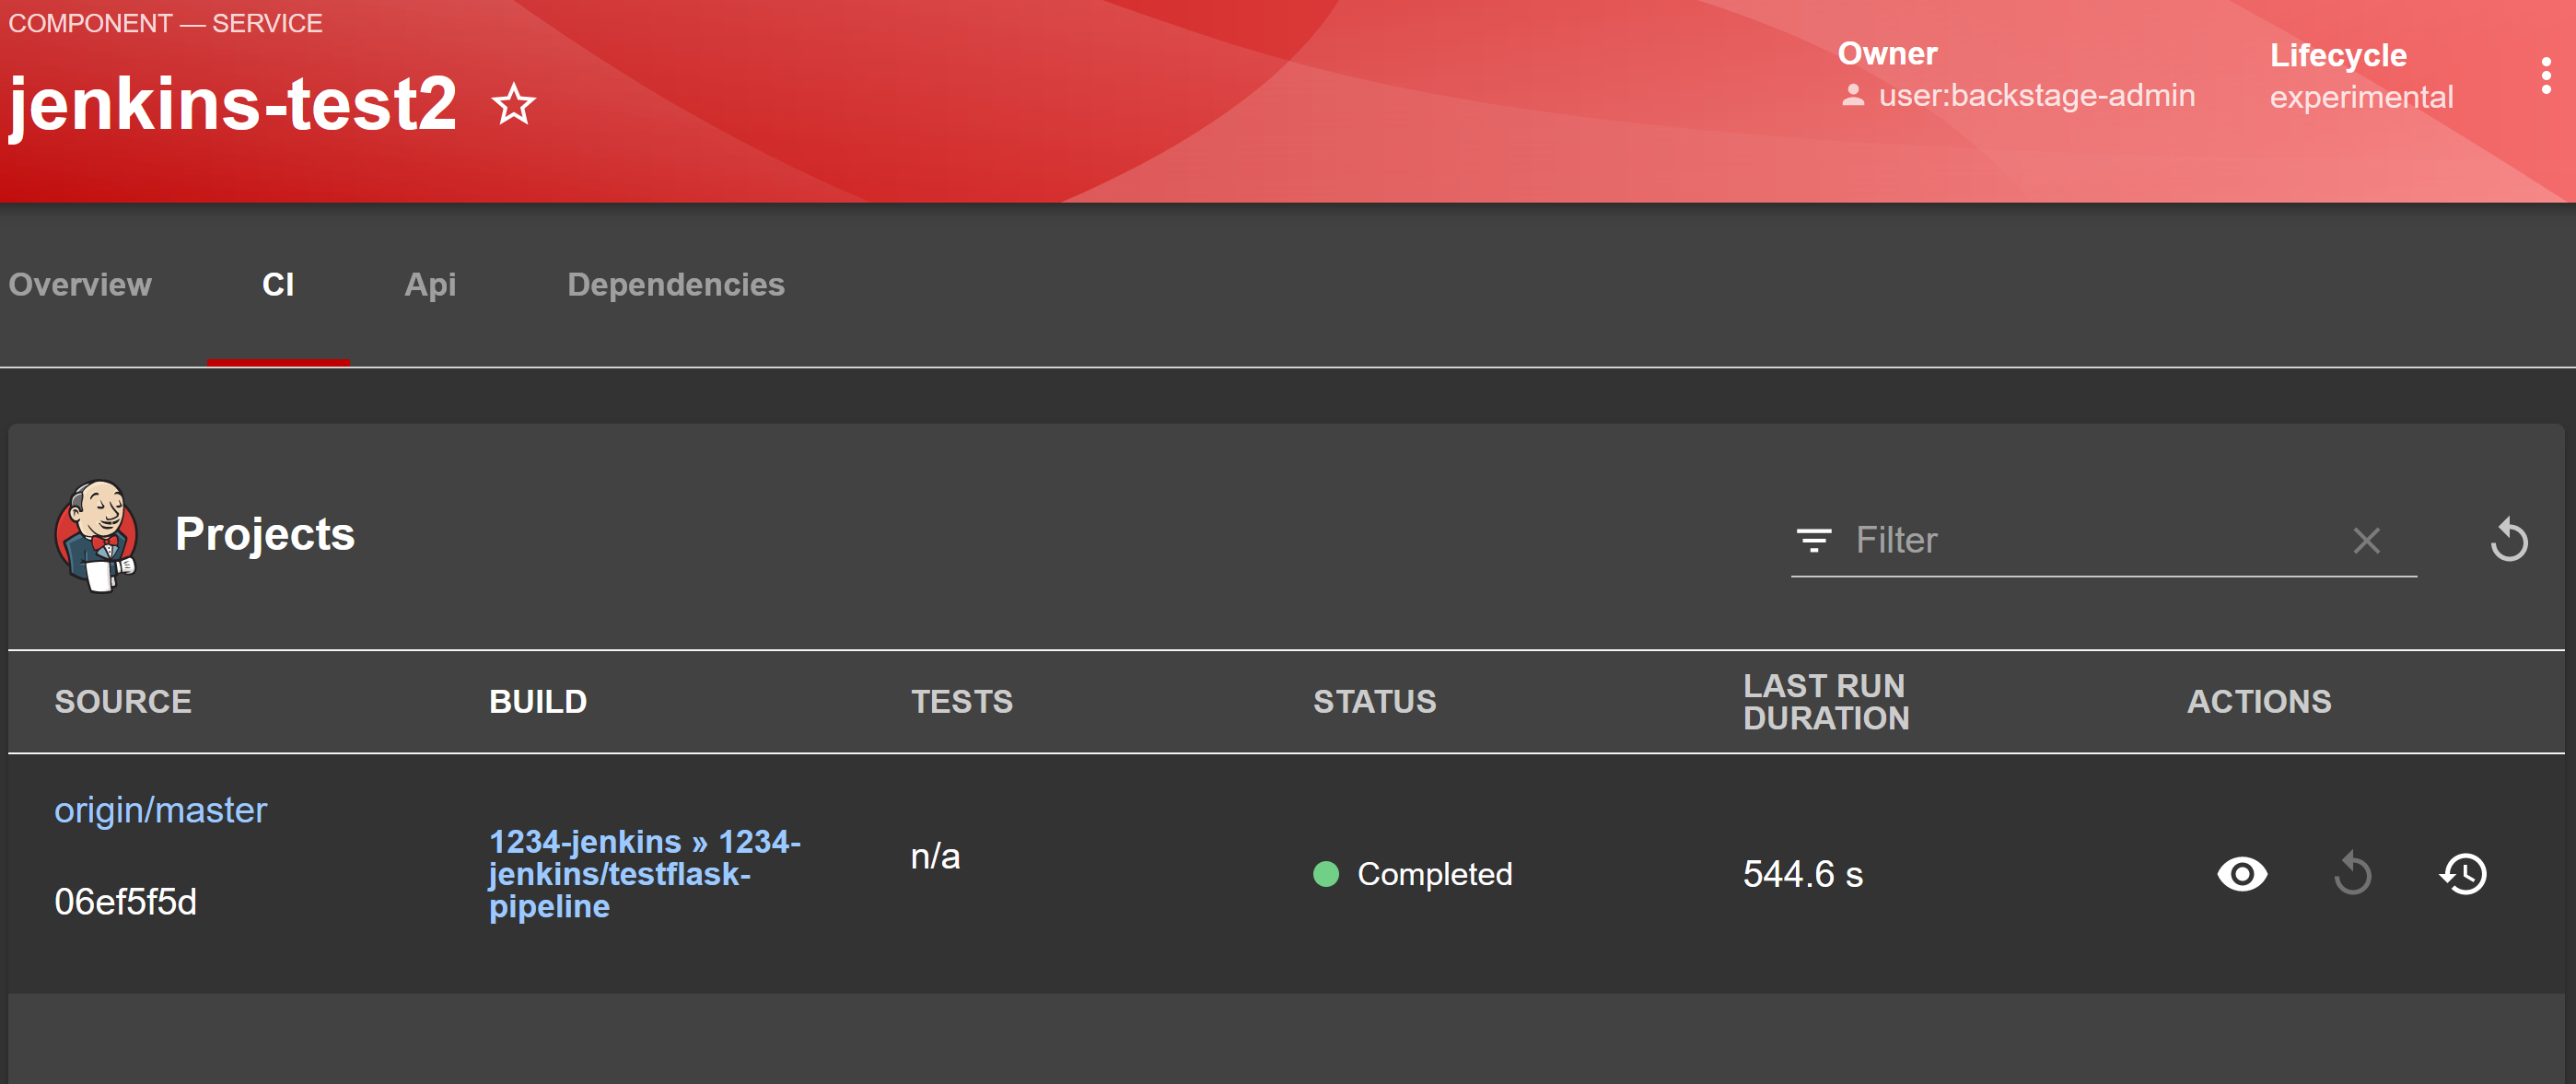 COMPONENT — SERVICE
jenkins-test2
Owner
user:backstage-admin
Lifecycle
experimental
Overview
CI
Api
Dependencies
Projects
Filter
SOURCE
BUILD
TESTS
STATUS
LAST RUN
DURATION
ACTIONS
origin/master
06ef5f5d
1234-jenkins » 1234-
jenkins/testflask-
pipeline
n/a
Completed
544.6 s